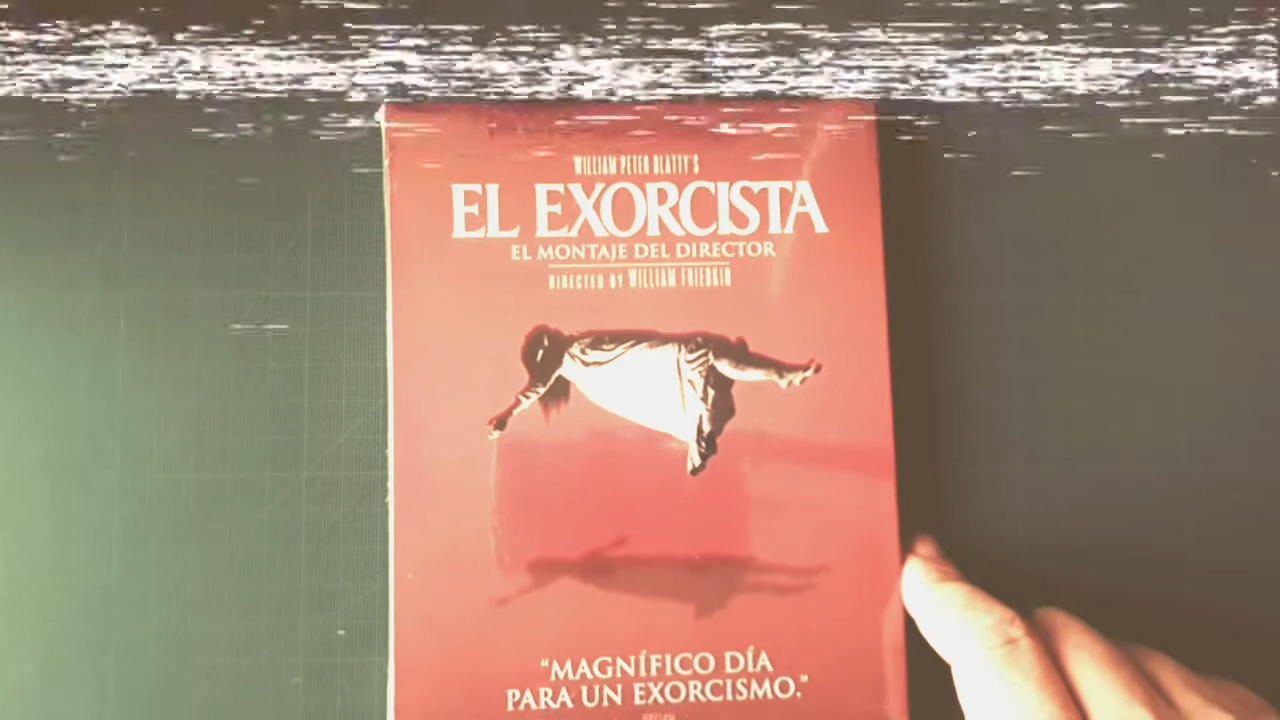 WILLIAM PETER BLATTY'S
EL EXORCISTA
EL MONTAJE DEL DIRECTOR
DIRECTED BY WILLIAM FRIEDKIN
“MAGNÍFICO DÍA
PARA UN EXORCISMO.”